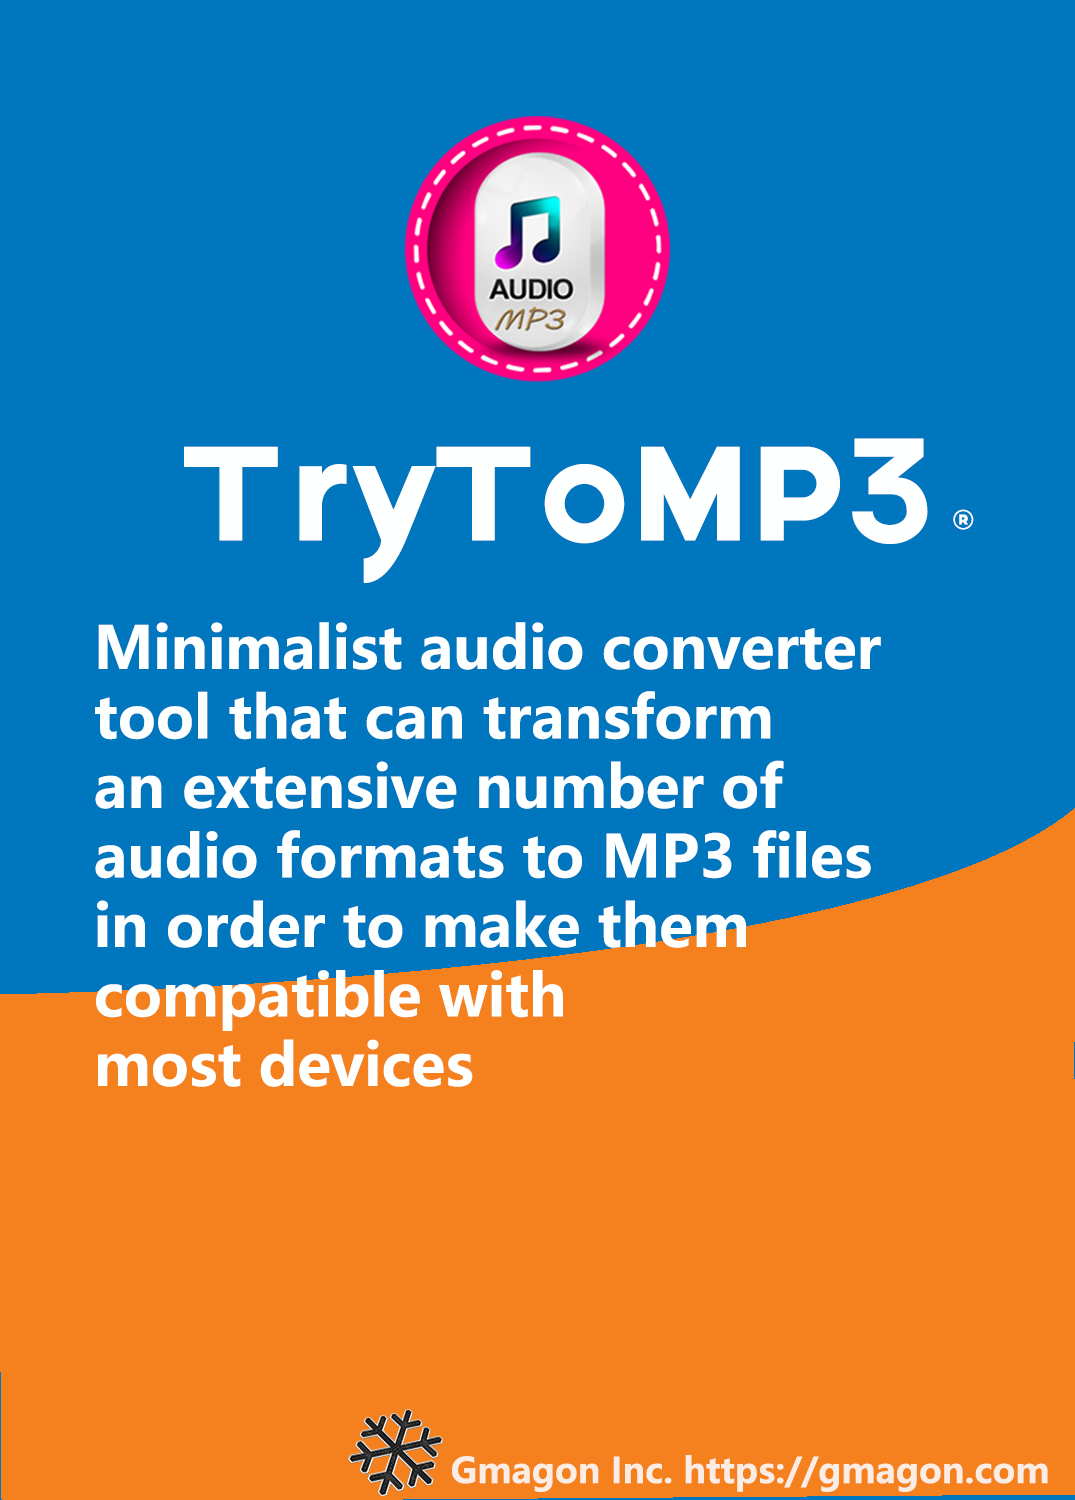 AUDIO
MP3
TryToMP3 ®
Minimalist audio converter
tool that can transform
an extensive number of
audio formats to MP3 files
in order to make them
compatible with
most devices
Gmagon Inc. https://gmagon.com